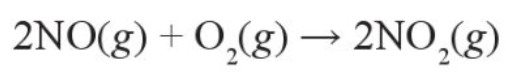 2NO(g) + O₂(g) → 2NO₂(g)